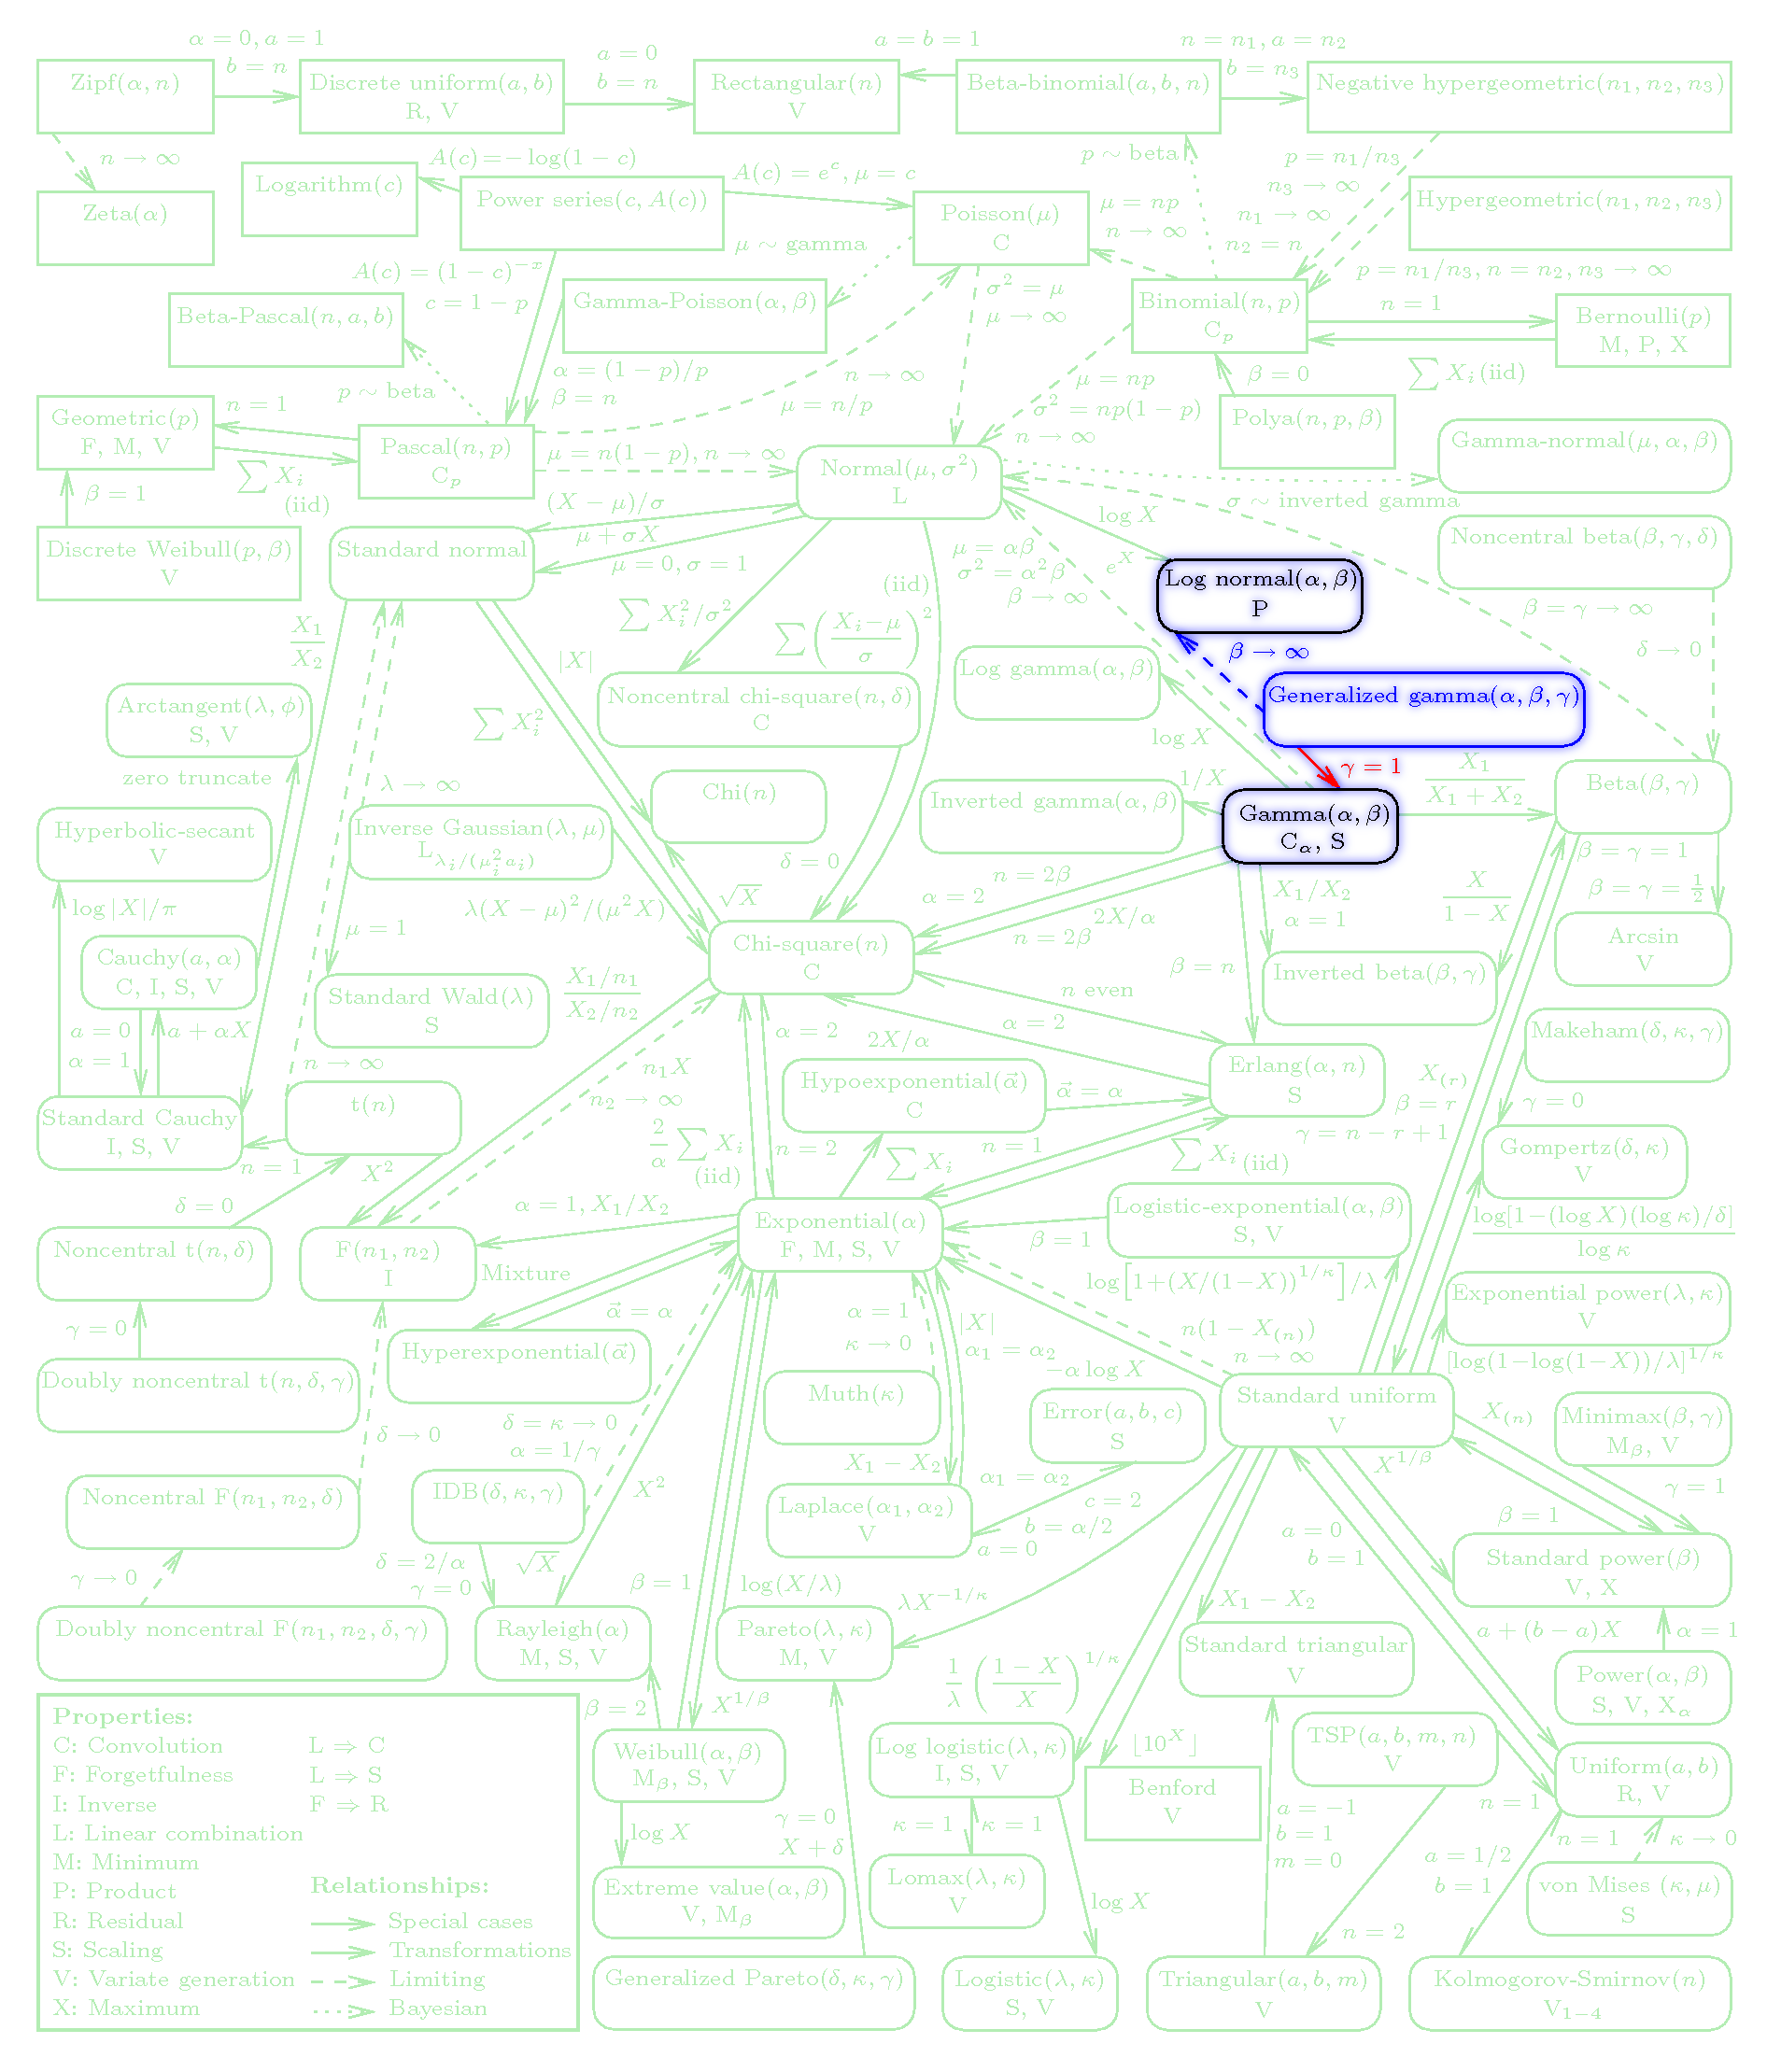 α = 0, a = 1
b = n
a = 0
b = n
a = b = 1
n = n₁, a = n₂
b = n₃
Zipf(α, n)
Discrete uniform(a, b)
R, V
Rectangular(n)
V
Beta-binomial(a, b, n)
Negative hypergeometric(n₁, n₂, n₃)
n → ∞
A(c) = − log(1 − c)
A(c) = eᶜ, μ = c
p ∼ beta
p = n₁/n₃
n₃ → ∞
n₁ → ∞
n₂ = n
Zeta(α)
Logarithm(c)
Power series(c, A(c))
Poisson(μ)
C
μ = np
n → ∞
Hypergeometric(n₁, n₂, n₃)
μ ∼ gamma
A(c) = (1 − c)⁻ˣ
c = 1 − p
σ² = μ
μ → ∞
p = n₁/n₃, n = n₂, n₃ → ∞
Beta-Pascal(n, a, b)
Gamma-Poisson(α, β)
Binomial(n, p)
Cₚ
n = 1
Bernoulli(p)
M, P, X
∑ Xᵢ (iid)
p ∼ beta
α = (1 − p)/p
β = n
n → ∞
μ = n/p
μ = np
σ² = np(1 − p)
n → ∞
β = 0
Polya(n, p, β)
Geometric(p)
F, M, V
n = 1
∑ Xᵢ
(iid)
Pascal(n, p)
Cₚ
μ = n(1 − p), n → ∞
Normal(μ, σ²)
L
Gamma-normal(μ, α, β)
σ ∼ inverted gamma
β = 1
(X − μ)/σ
μ + σX
μ = 0, σ = 1
log X
eˣ
Discrete Weibull(p, β)
V
Standard normal
Noncentral beta(β, γ, δ)
μ = αβ
σ² = α²β
β → ∞
Log normal(α, β)
P
(iid)
∑ Xᵢ²/σ²
∑ ((Xᵢ−μ)/σ)²
β = γ → ∞
δ → 0
X₁/X₂
|X|
β → ∞
Log gamma(α, β)
Generalized gamma(α, β, γ)
Noncentral chi-square(n, δ)
C
Arctangent(λ, ϕ)
S, V
∑ Xᵢ²
log X
γ = 1
zero truncate
λ → ∞
Chi(n)
1/X
X₁/(X₁ + X₂)
Beta(β, γ)
Hyperbolic-secant
V
Inverse Gaussian(λ, μ)
L λᵢ/(μᵢ²aᵢ)
Inverted gamma(α, β)
Gamma(α, β)
C_α, S
δ = 0
β = γ = 1
β = γ = 1/2
log |X|/π
λ(X − μ)²/(μ²X)
√X
α = 2
n = 2β
2X/α
n = 2β
X₁/X₂
α = 1
X/(1 − X)
μ = 1
Arcsin
V
Cauchy(a, α)
C, I, S, V
Chi-square(n)
C
Standard Wald(λ)
S
(X₁/n₁)/(X₂/n₂)
β = n
Inverted beta(β, γ)
n even
Makeham(δ, κ, γ)
a = 0
α = 1
a + αX
n → ∞
n₁X
n₂ → ∞
α = 2
2X/α
α = 2
Hypoexponential(α⃗)
C
α⃗ = α
Erlang(α, n)
S
X₍ᵣ₎
β = r
γ = n − r + 1
γ = 0
Standard Cauchy
I, S, V
t(n)
n = 1
X²
2/α ∑ Xᵢ
(iid)
n = 2
∑ Xᵢ
n = 1
∑ Xᵢ (iid)
Gompertz(δ, κ)
V
δ = 0
α = 1, X₁/X₂
Exponential(α)
F, M, S, V
Logistic-exponential(α, β)
S, V
β = 1
log[1−(log X)(log κ)/δ]
log κ
Noncentral t(n, δ)
F(n₁, n₂)
I
Mixture
α⃗ = α
log[1+(X/(1−X))^(1/κ)]/λ
Exponential power(λ, κ)
V
γ = 0
α = 1
κ → 0
|X|
α₁ = α₂
n(1 − X₍ₙ₎)
n → ∞
[log(1−log(1−X))/λ]^(1/κ)
Hyperexponential(α⃗)
−α log X
Doubly noncentral t(n, δ, γ)
Muth(κ)
Error(a, b, c)
S
Standard uniform
V
X₍ₙ₎
Minimax(β, γ)
M_β, V
δ = κ → 0
α = 1/γ
δ → 0
X₁ − X₂
α₁ = α₂
X^(1/β)
γ = 1
Noncentral F(n₁, n₂, δ)
IDB(δ, κ, γ)
X²
Laplace(α₁, α₂)
V
c = 2
b = α/2
a = 0
a = 0
b = 1
β = 1
Standard power(β)
V, X
γ → 0
δ = 2/α
γ = 0
√X
β = 1
log(X/λ)
λX^(−1/κ)
X₁ − X₂
Doubly noncentral F(n₁, n₂, δ, γ)
Rayleigh(α)
M, S, V
Pareto(λ, κ)
M, V
Standard triangular
V
a + (b − a)X
α = 1
1/λ ((1 − X)/X)^(1/κ)
Power(α, β)
S, V, X_α
β = 2
X^(1/β)
Weibull(α, β)
M_β, S, V
Log logistic(λ, κ)
I, S, V
⌊10ˣ⌋
Benford
V
TSP(a, b, m, n)
V
Uniform(a, b)
R, V
log X
γ = 0
X + δ
κ = 1
κ = 1
a = −1
b = 1
m = 0
n = 1
n = 1
κ → 0
a = 1/2
b = 1
Extreme value(α, β)
V, M_β
Lomax(λ, κ)
V
log X
von Mises (κ, μ)
S
n = 2
Generalized Pareto(δ, κ, γ)
Logistic(λ, κ)
S, V
Triangular(a, b, m)
V
Kolmogorov-Smirnov(n)
V₁₋₄
Properties:
C: Convolution L ⇒ C
F: Forgetfulness L ⇒ S
I: Inverse F ⇒ R
L: Linear combination
M: Minimum
P: Product
R: Residual
S: Scaling
V: Variate generation
X: Maximum
Relationships:
Special cases
Transformations
Limiting
Bayesian